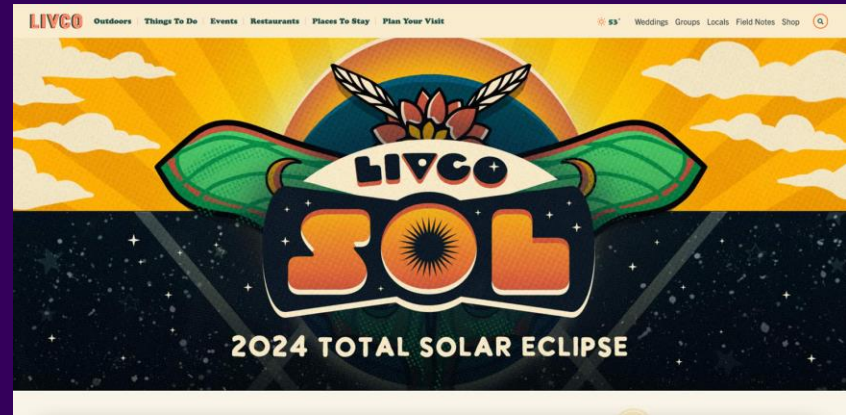 LIVCO Outdoors Things To Do Events Restaurants Places To Stay Plan Your Visit 53° Weddings Groups Locals Field Notes Shop
LIVCO
SOL
2024 TOTAL SOLAR ECLIPSE